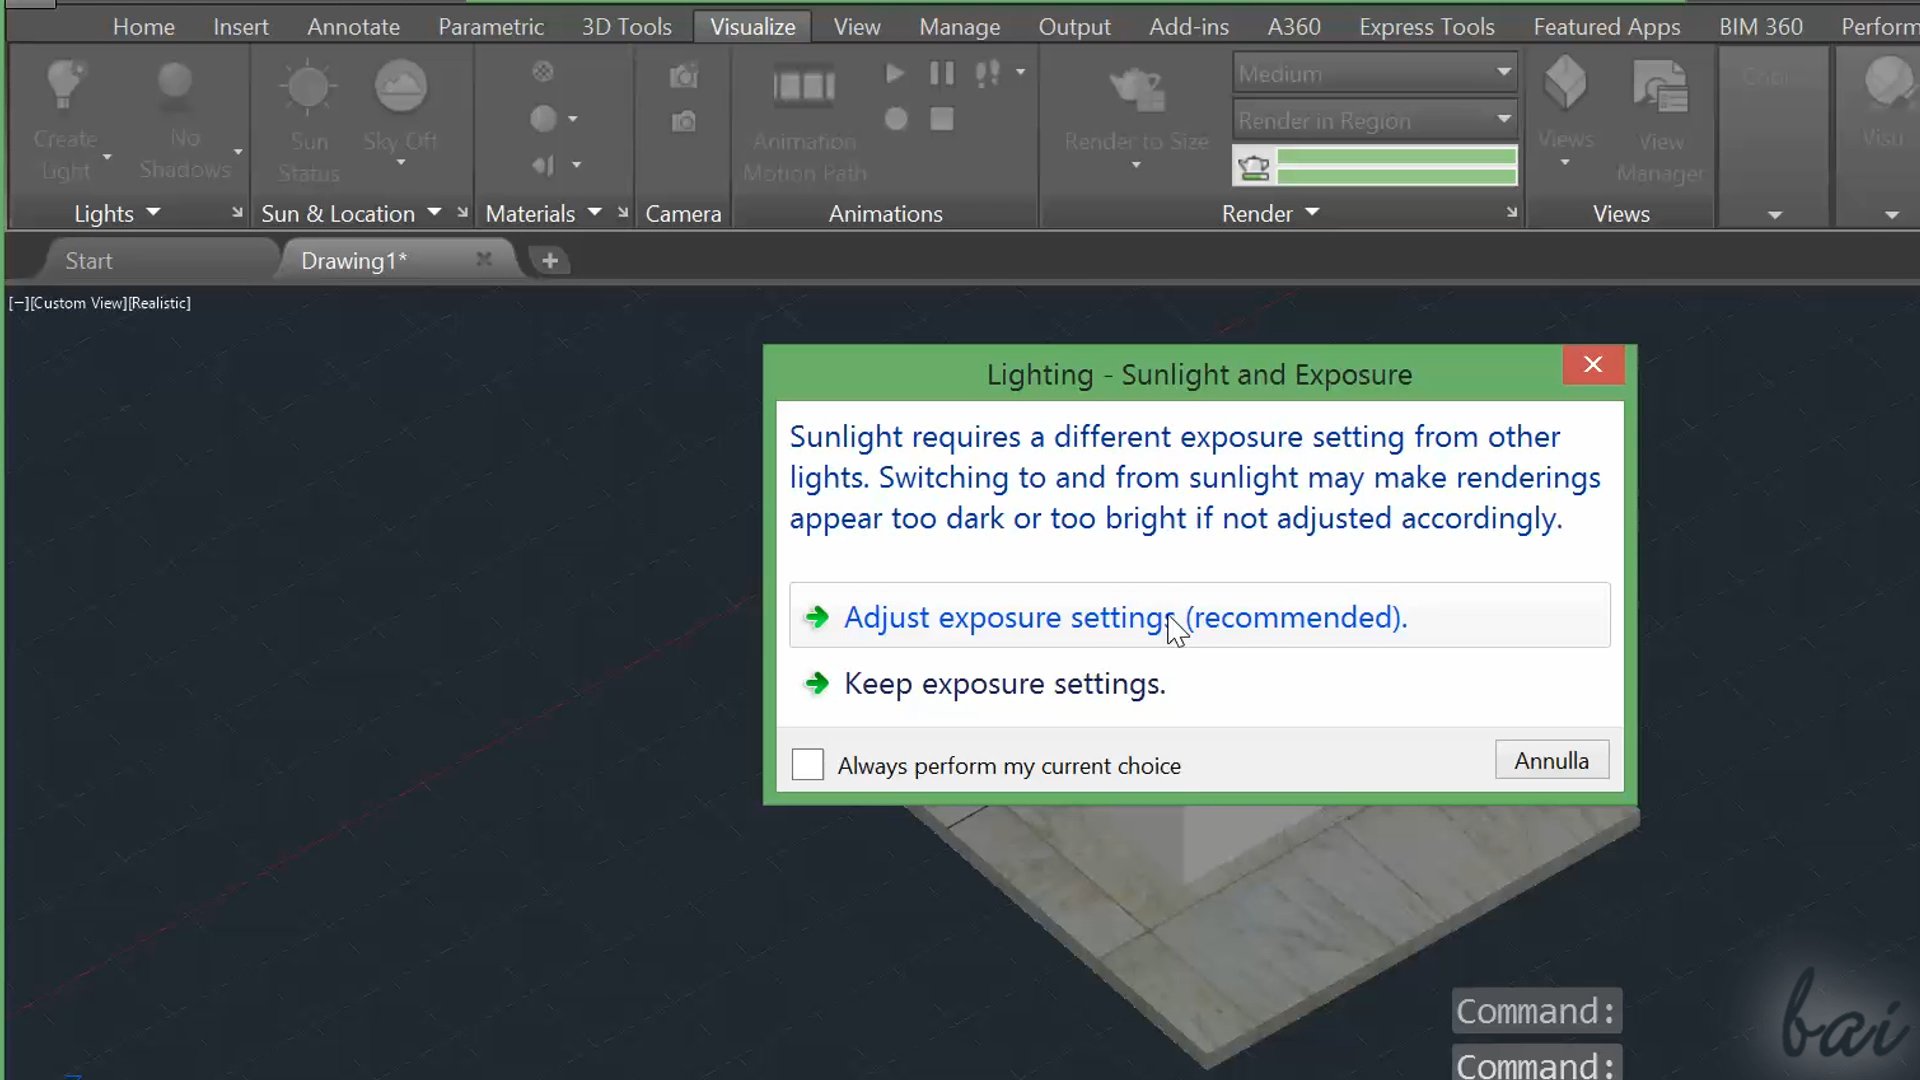 Home Insert Annotate Parametric 3D Tools Visualize View Manage Output Add-ins A360 Express Tools Featured Apps BIM 360 Perform
Create Light
No Shadows
Sun Status
Sky Off
Animation Motion Path
Render to Size
Medium
Render in Region
Views
View Manager
Visu
Lights Sun & Location Materials Camera Animations Render Views
Start Drawing1*
[−][Custom View][Realistic]
Lighting - Sunlight and Exposure
Sunlight requires a different exposure setting from other
lights. Switching to and from sunlight may make renderings
appear too dark or too bright if not adjusted accordingly.
Adjust exposure settings (recommended).
Keep exposure settings.
Always perform my current choice
Annulla
Command:
Command:
bai